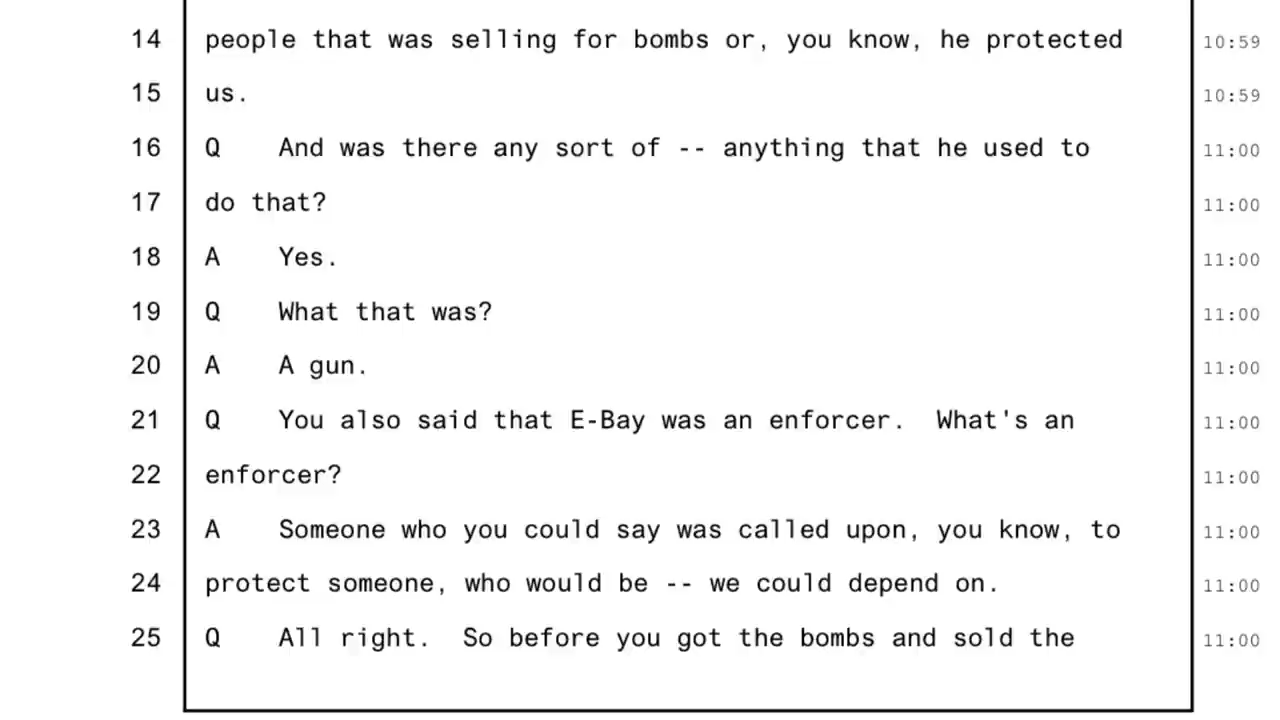 14 people that was selling for bombs or, you know, he protected 10:59
15 us. 10:59
16 Q And was there any sort of -- anything that he used to 11:00
17 do that? 11:00
18 A Yes. 11:00
19 Q What that was? 11:00
20 A A gun. 11:00
21 Q You also said that E-Bay was an enforcer. What's an 11:00
22 enforcer? 11:00
23 A Someone who you could say was called upon, you know, to 11:00
24 protect someone, who would be -- we could depend on. 11:00
25 Q All right. So before you got the bombs and sold the 11:00